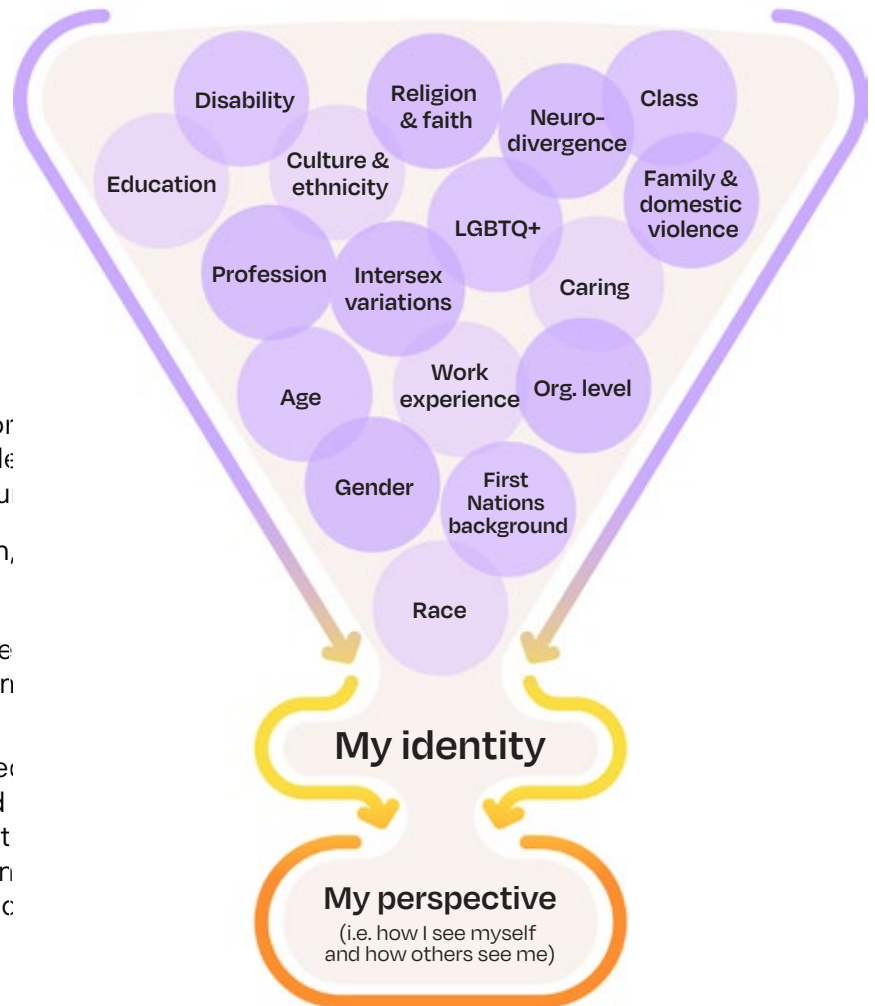 Disability
Religion
& faith
Neuro-
divergence
Class
Education
Culture &
ethnicity
Family &
domestic
violence
LGBTQ+
Profession
Intersex
variations
Caring
Age
Work
experience
Org. level
Gender
First
Nations
background
Race
My identity
My perspective
(i.e. how I see myself
and how others see me)